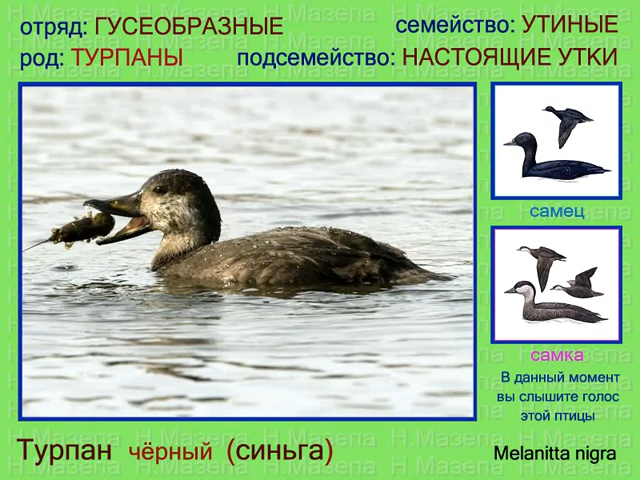 отряд: ГУСЕОБРАЗНЫЕ семейство: УТИНЫЕ
род: ТУРПАНЫ подсемейство: НАСТОЯЩИЕ УТКИ
самец
самка
В данный момент
вы слышите голос
этой птицы
Турпан чёрный (синьга) Melanitta nigra
Н.Mazепа